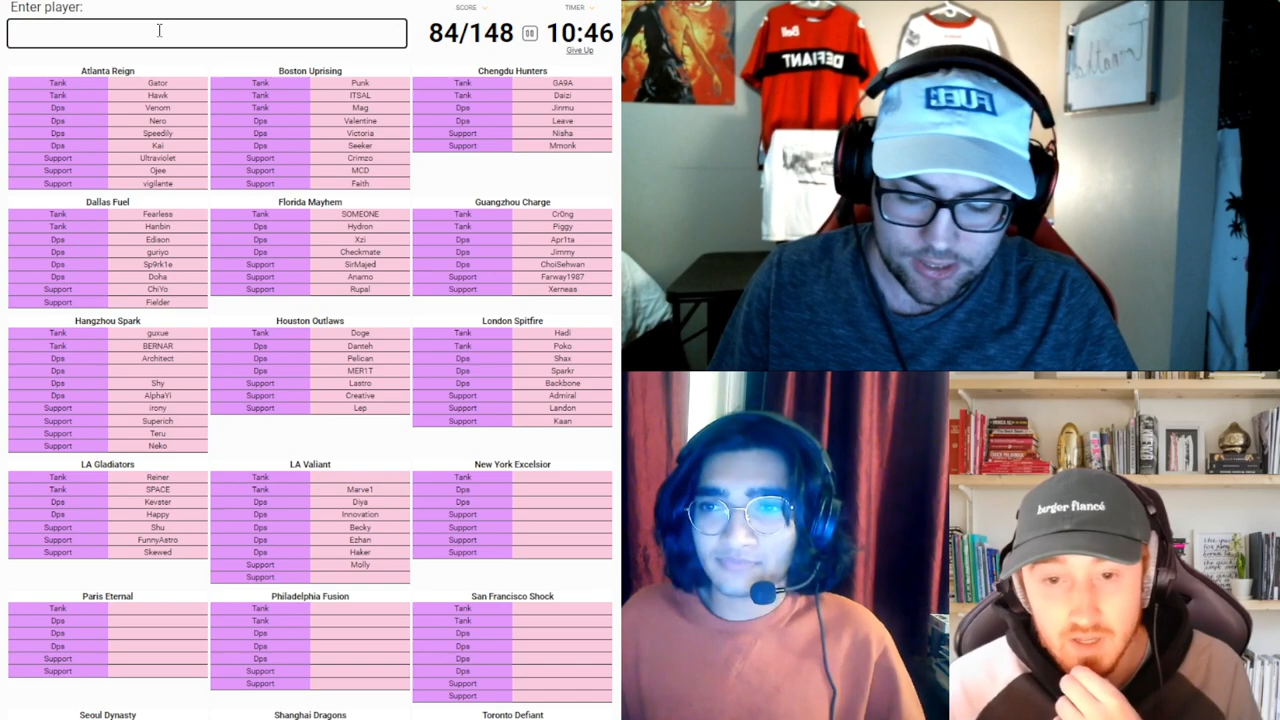 Enter player:
SCORE
TIMER
84/148
10:46
Give Up
Atlanta Reign
Tank Gator
Tank Hawk
Dps Venom
Dps Nero
Dps Speedily
Dps Kai
Support Ultraviolet
Support Ojee
Support vigilante
Boston Uprising
Tank Punk
Tank ITSAL
Tank Mag
Dps Valentine
Dps Victoria
Dps Seeker
Support Crimzo
Support MCD
Support Faith
Chengdu Hunters
Tank GA9A
Tank Daizi
Dps Jinmu
Dps Leave
Support Nisha
Support Mmonk
Dallas Fuel
Tank Fearless
Tank Hanbin
Dps Edison
Dps guriyo
Dps Sp9rk1e
Dps Doha
Support ChiYo
Support Fielder
Florida Mayhem
Tank SOMEONE
Tank Hydron
Dps Xzi
Dps Checkmate
Support SirMajed
Support Anamo
Support Rupal
Guangzhou Charge
Tank Cr0ng
Tank Piggy
Dps Apr1ta
Dps Jimmy
Dps ChoiSehwan
Support Farway1987
Support Xerneas
Hangzhou Spark
Tank guxue
Tank BERNAR
Dps Architect
Dps
Dps Shy
Dps AlphaYi
Support irony
Support Superich
Support Teru
Support Neko
Houston Outlaws
Tank Doge
Dps Danteh
Dps Pelican
Dps MER1T
Support Lastro
Support Creative
Support Lep
London Spitfire
Tank Hadi
Tank Poko
Dps Shax
Dps Sparkr
Dps Backbone
Support Admiral
Support Landon
Support Kaan
LA Gladiators
Tank Reiner
Tank SPACE
Dps Kevster
Dps Happy
Support Shu
Support FunnyAstro
Support Skewed
LA Valiant
Tank
Tank Marve1
Dps Diya
Dps Innovation
Dps Becky
Dps Ezhan
Dps Haker
Support Molly
Support
New York Excelsior
Tank
Dps
Dps
Dps
Support
Support
Support
Paris Eternal
Tank
Tank
Dps
Dps
Support
Support
Philadelphia Fusion
Tank
Tank
Dps
Dps
Dps
Support
Support
San Francisco Shock
Tank
Tank
Dps
Dps
Dps
Dps
Support
Support
Seoul Dynasty
Shanghai Dragons
Toronto Defiant
Bell
DEFIANT
FUEL
burger fiancé